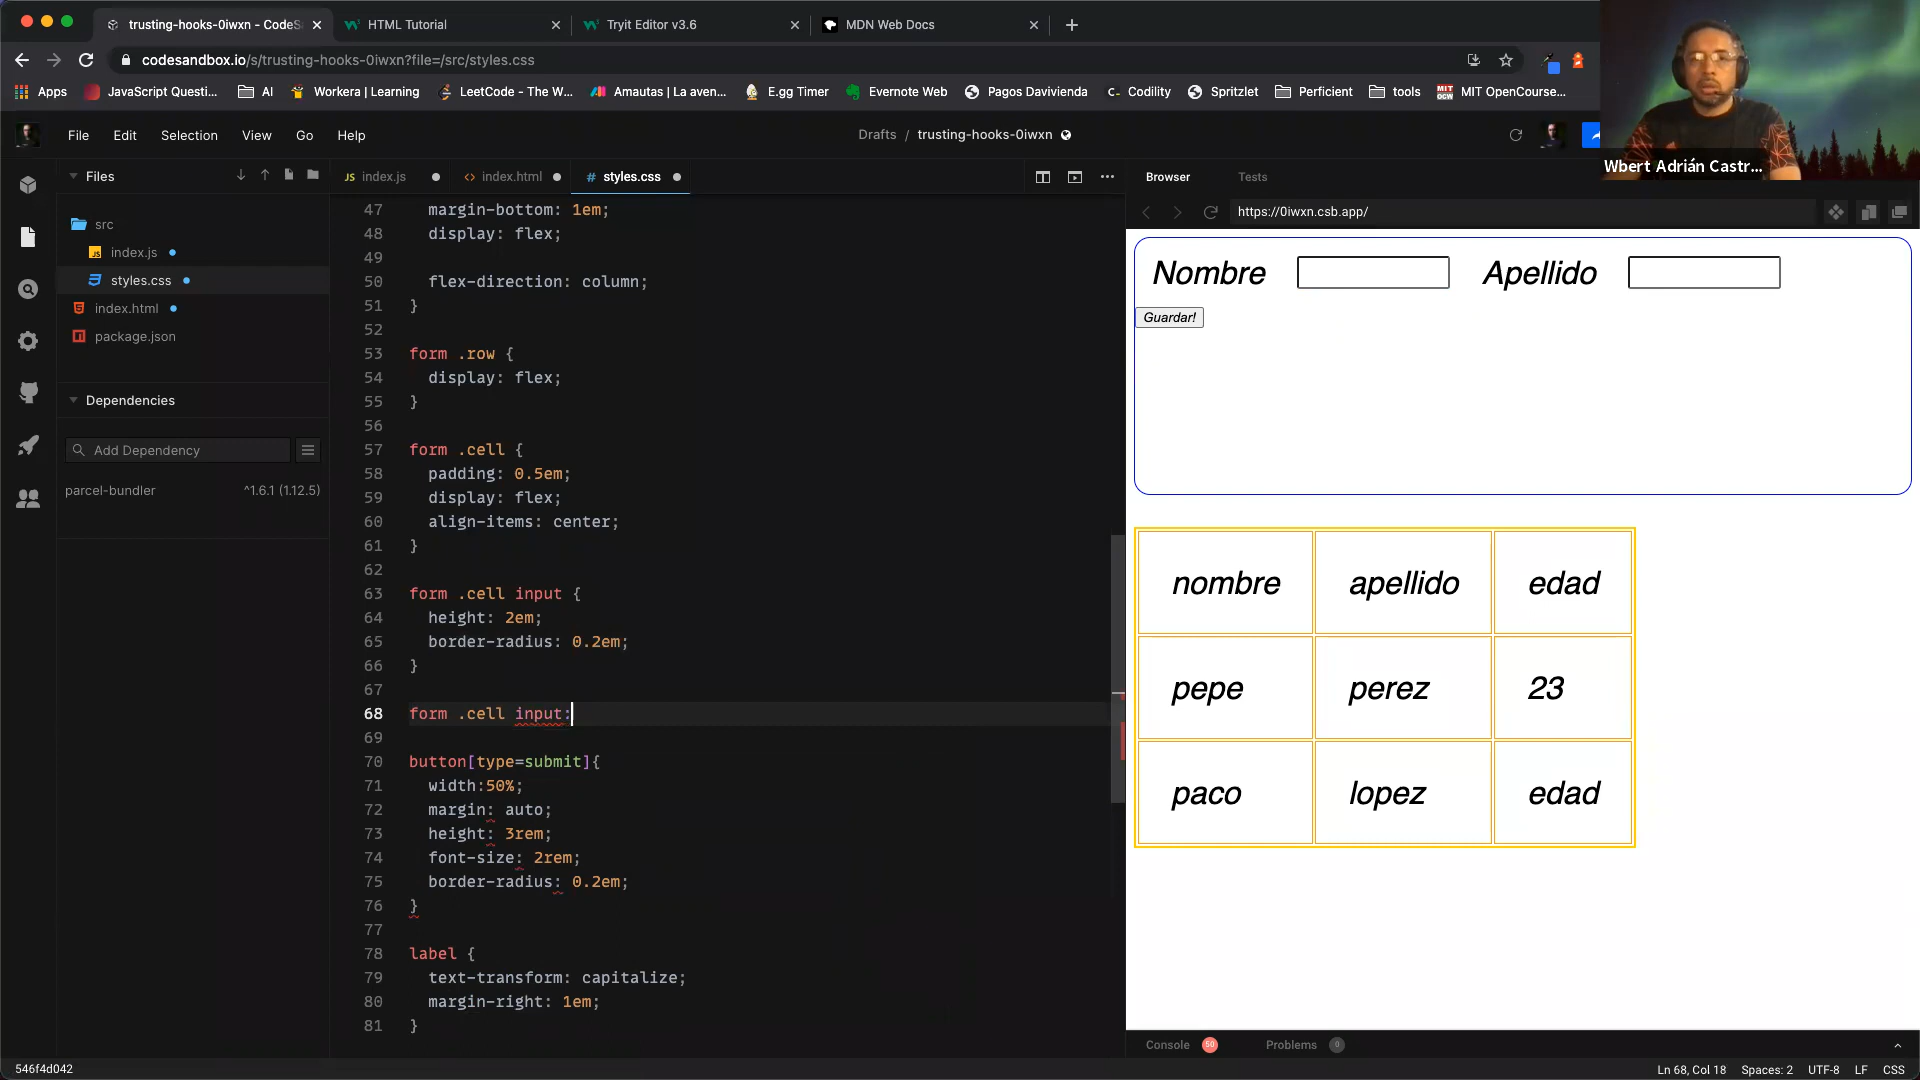 trusting-hooks-0iwxn - CodeS
HTML Tutorial
Tryit Editor v3.6
MDN Web Docs
codesandbox.io/s/trusting-hooks-0iwxn?file=/src/styles.css
Apps
JavaScript Questi...
AI
Workera | Learning
LeetCode - The W...
Amautas | La aven...
E.gg Timer
Evernote Web
Pagos Davivienda
Codility
Spritzlet
Perficient
tools
MIT OpenCourse...
File
Edit
Selection
View
Go
Help
Drafts / trusting-hooks-0iwxn
Wbert Adrián Castr...
Files
src
index.js
styles.css
index.html
package.json
Dependencies
Add Dependency
parcel-bundler ^1.6.1 (1.12.5)
JS index.js
<> index.html
# styles.css
47 margin-bottom: 1em;
48 display: flex;
49
50 flex-direction: column;
51 }
52
53 form .row {
54 display: flex;
55 }
56
57 form .cell {
58 padding: 0.5em;
59 display: flex;
60 align-items: center;
61 }
62
63 form .cell input {
64 height: 2em;
65 border-radius: 0.2em;
66 }
67
68 form .cell input:
69
70 button[type=submit]{
71 width:50%;
72 margin: auto;
73 height: 3rem;
74 font-size: 2rem;
75 border-radius: 0.2em;
76 }
77
78 label {
79 text-transform: capitalize;
80 margin-right: 1em;
81 }
Browser
Tests
https://0iwxn.csb.app/
Nombre
Apellido
Guardar!
nombre apellido edad
pepe perez 23
paco lopez edad
Console 50
Problems 0
546f4d042
Ln 68, Col 18
Spaces: 2
UTF-8
LF
CSS